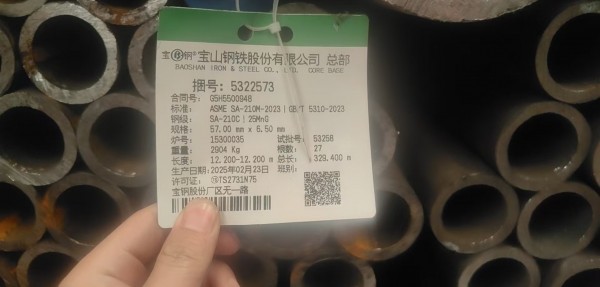 宝钢® 宝山钢铁股份有限公司 总部
BAOSHAN IRON & STEEL CO., LTD. CORE BASE
捆号: 5322573
合同号: G5H5500948
标准: ASME SA-210M-2023|GB/T 5310-2023
钢级: SA-210C|25MnG
规格: 57.00 mm x 6.50 mm
炉号: 15300035 试批号: 53258
重量: 2904 Kg 根数: 27
长度: 12.200-12.200 m 总长: 329.400 m
生产日期:2025年02月23日 班别:
许可证: TS2731N75
宝钢股份厂区无一路